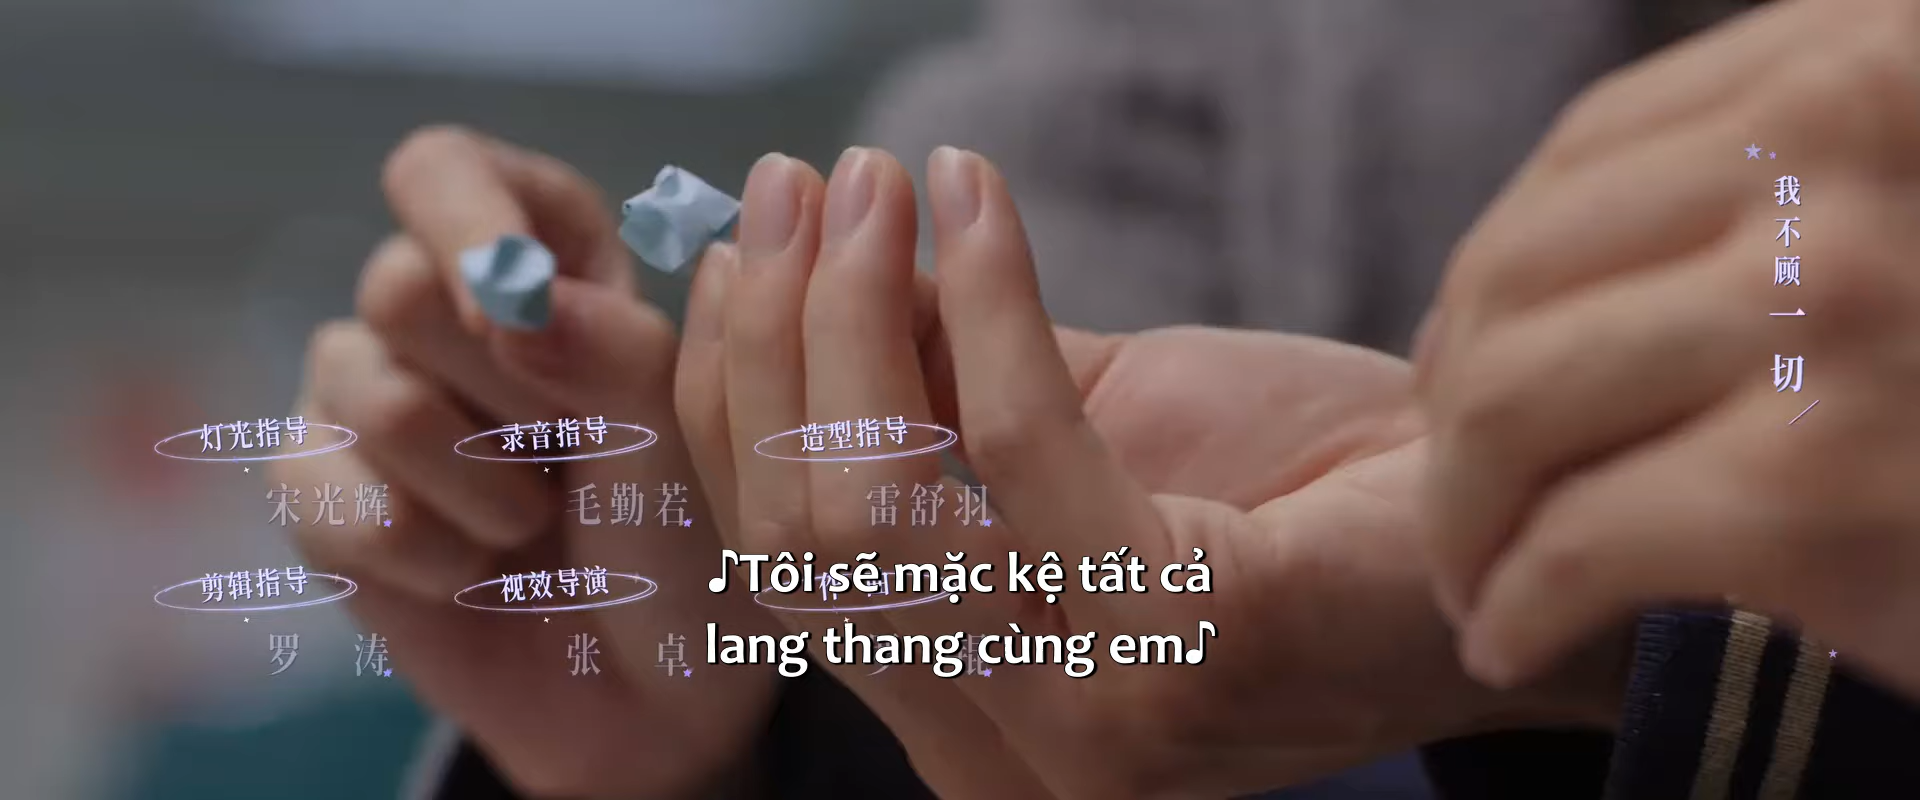 我不顾一切
灯光指导
录音指导
造型指导
宋光辉
毛勤若
雷舒羽
剪辑指导
视效导演
罗涛
张卓
♪Tôi sẽ mặc kệ tất cả
lang thang cùng em♪